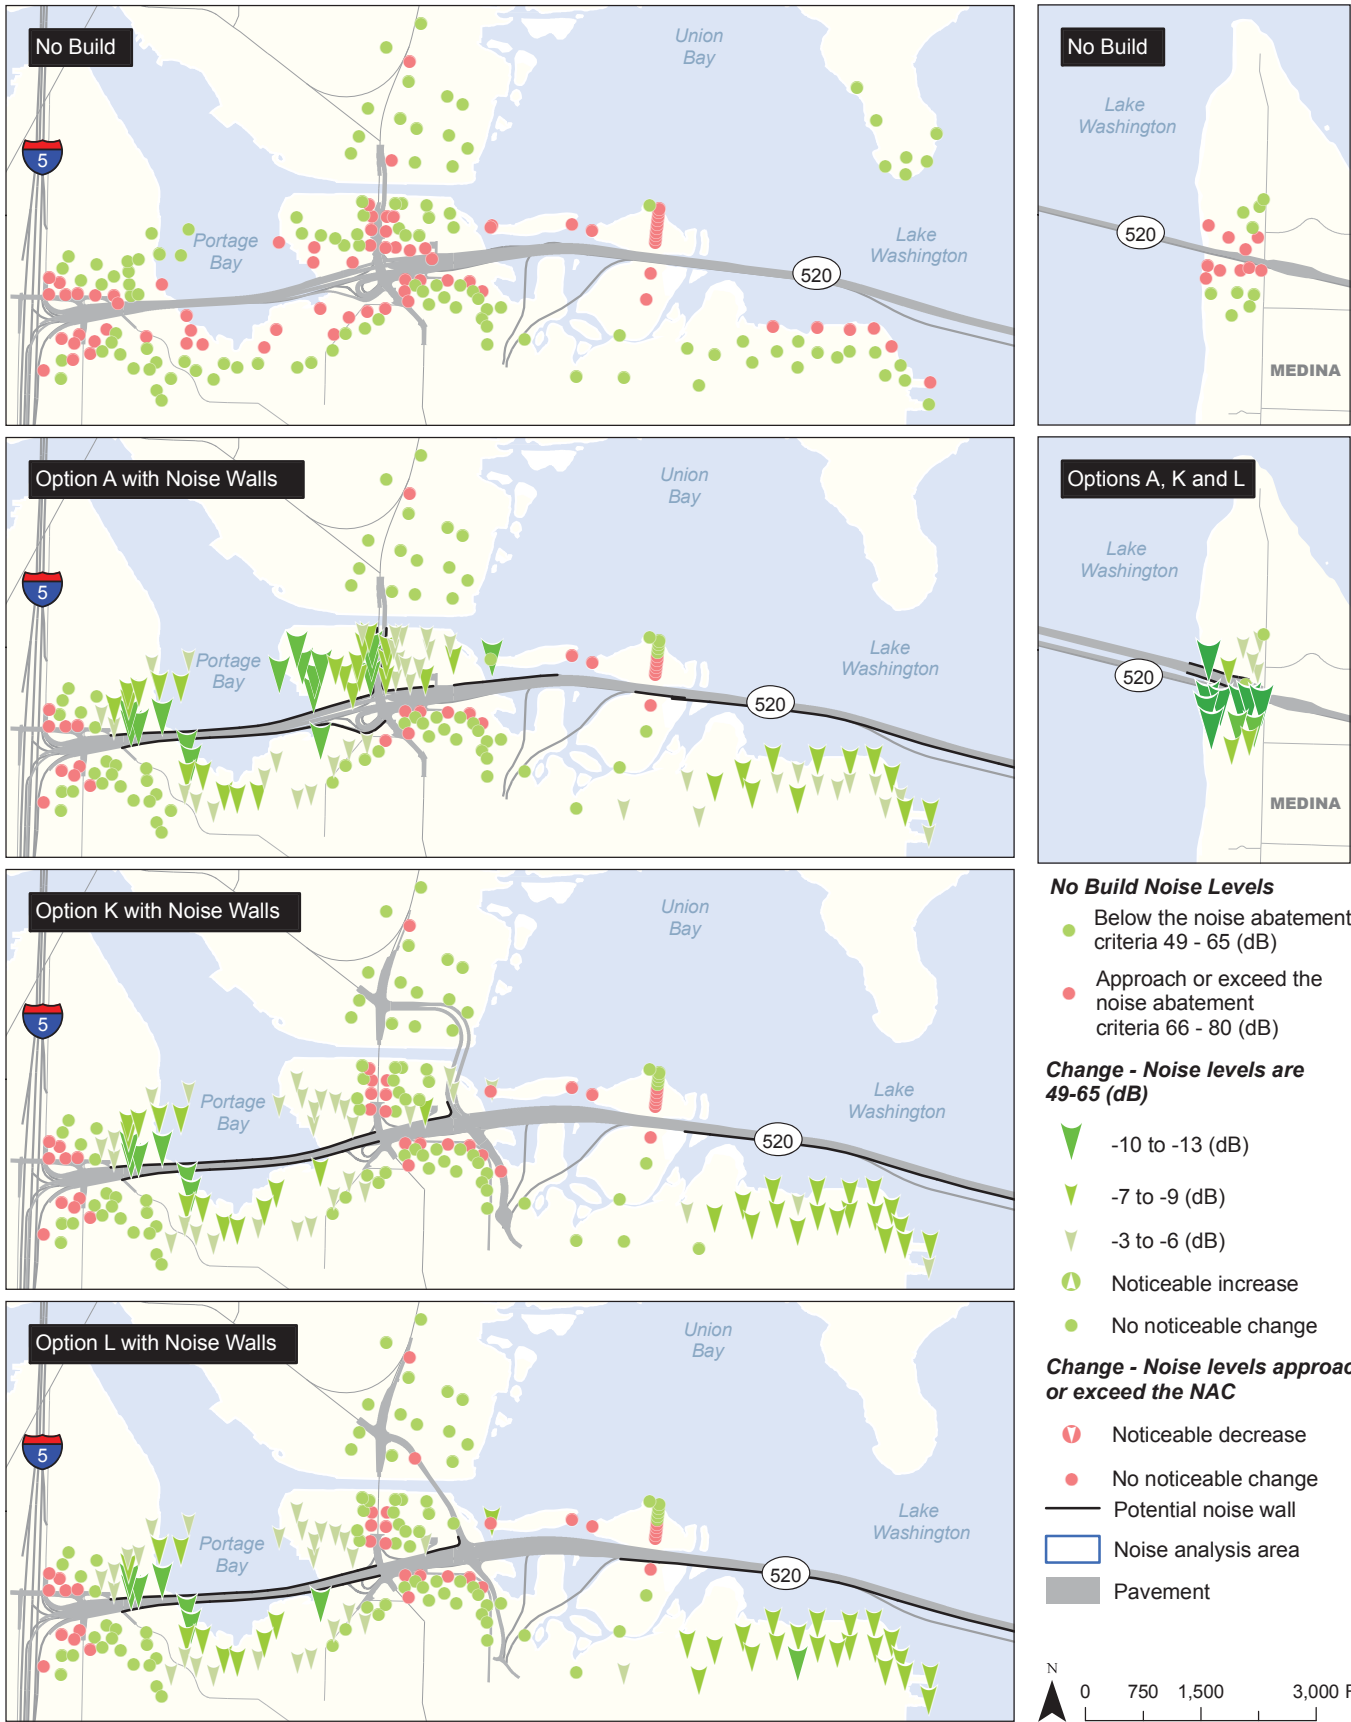 No Build
Union
Bay
5
Portage
Bay
Lake
Washington
520
No Build
Lake
Washington
520
MEDINA
Option A with Noise Walls
Union
Bay
5
Portage
Bay
Lake
Washington
520
Options A, K and L
Lake
Washington
520
MEDINA
Option K with Noise Walls
Union
Bay
5
Portage
Bay
Lake
Washington
520
Option L with Noise Walls
Union
Bay
5
Portage
Bay
Lake
Washington
520
No Build Noise Levels
Below the noise abatement
criteria 49 - 65 (dB)
Approach or exceed the
noise abatement
criteria 66 - 80 (dB)
Change - Noise levels are
49-65 (dB)
-10 to -13 (dB)
-7 to -9 (dB)
-3 to -6 (dB)
Noticeable increase
No noticeable change
Change - Noise levels approac
or exceed the NAC
Noticeable decrease
No noticeable change
Potential noise wall
Noise analysis area
Pavement
N
0 750 1,500 3,000 F